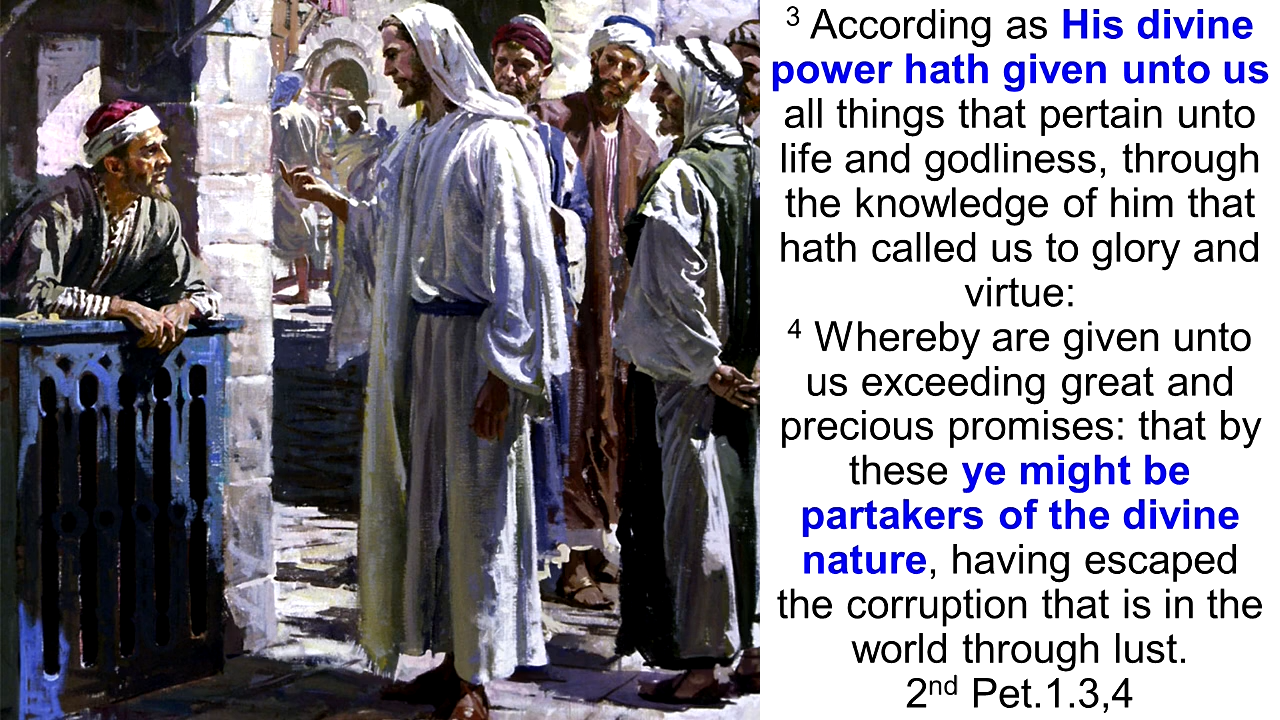 3 According as His divine
power hath given unto us
all things that pertain unto
life and godliness, through
the knowledge of him that
hath called us to glory and
virtue:
4 Whereby are given unto
us exceeding great and
precious promises: that by
these ye might be
partakers of the divine
nature, having escaped
the corruption that is in the
world through lust.
2nd Pet.1.3,4